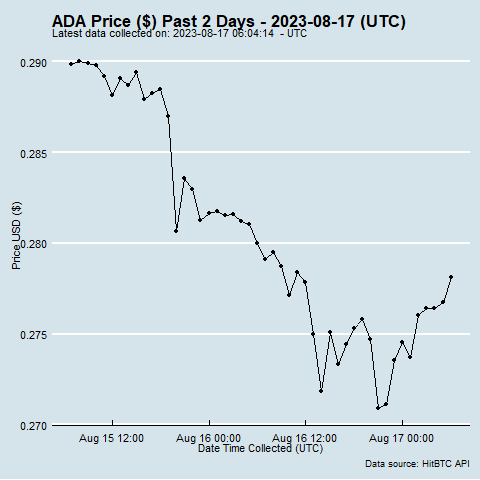 ADA Price ($) Past 2 Days - 2023-08-17 (UTC)
Latest data collected on: 2023-08-17 06:04:14 - UTC
0.290
0.285
0.280
0.275
0.270
Price USD ($)
Aug 15 12:00
Aug 16 00:00
Aug 16 12:00
Aug 17 00:00
Date Time Collected (UTC)
Data source: HitBTC API